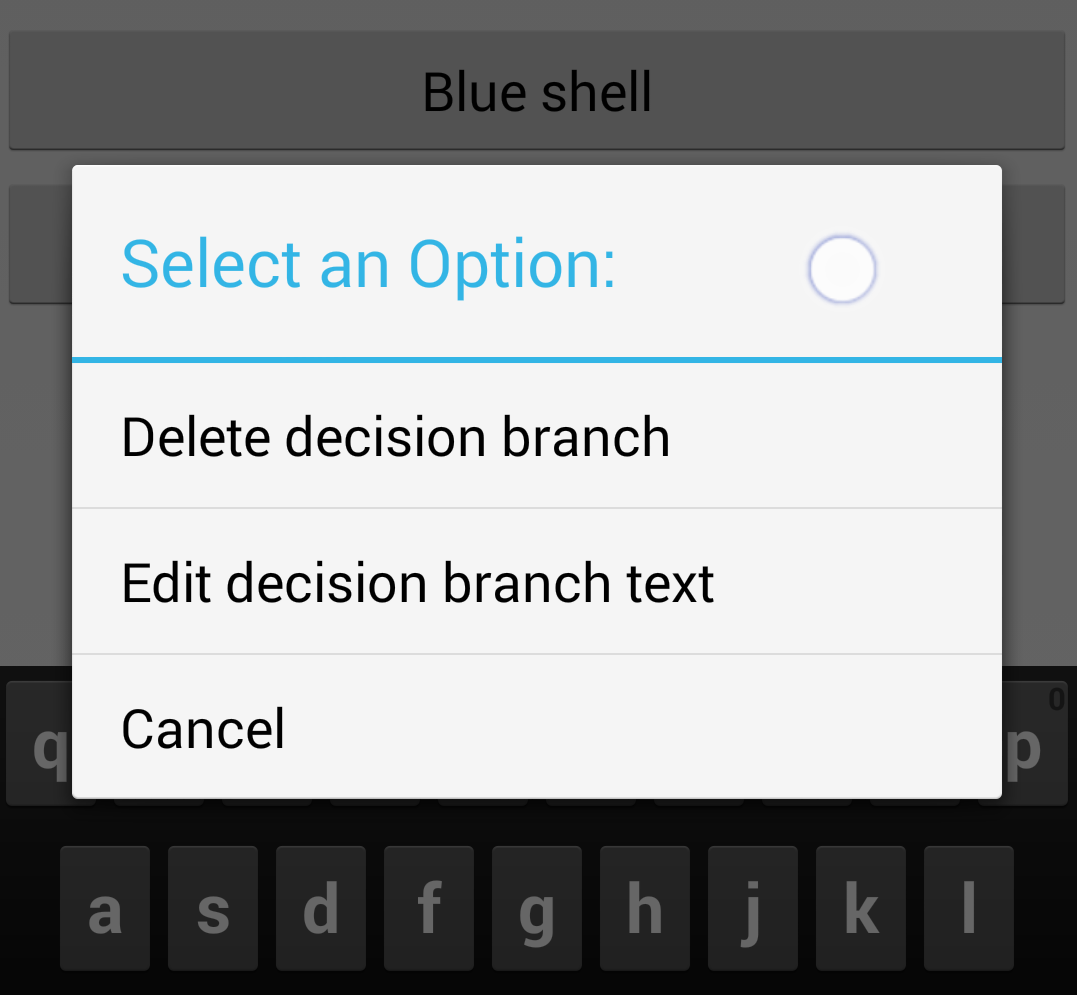 Blue shell
Select an Option:
Delete decision branch
Edit decision branch text
Cancel
q p 0
a s d f g h j k l